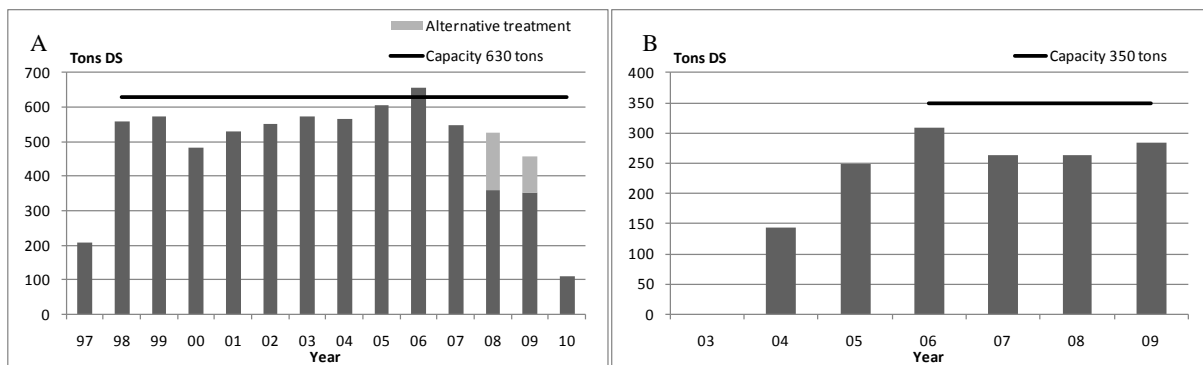 A
Tons DS
Alternative treatment
Capacity 630 tons
700
600
500
400
300
200
100
0
97 98 99 00 01 02 03 04 05 06 07 08 09 10
Year
B
Tons DS
Capacity 350 tons
400
350
300
250
200
150
100
50
0
03 04 05 06 07 08 09
Year